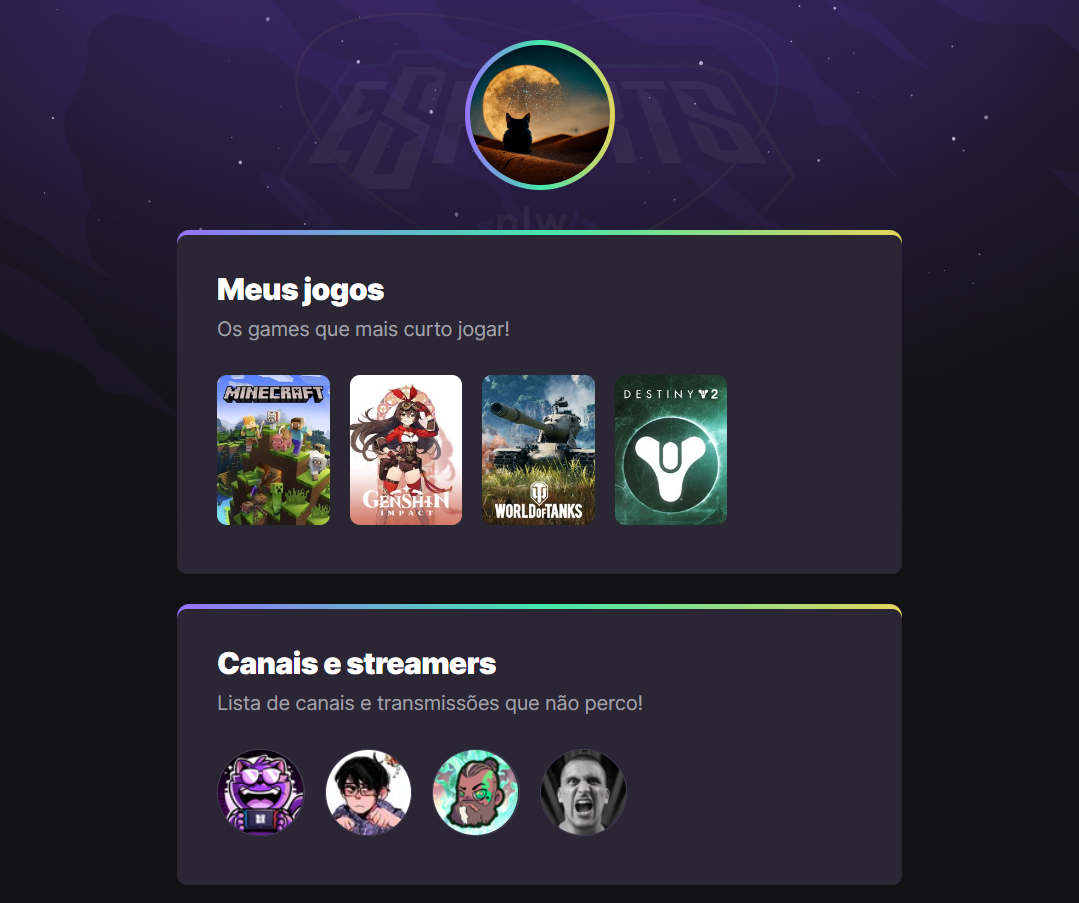 ESPORTS
<nlw/>
Meus jogos
Os games que mais curto jogar!
MINECRAFT
GENSHIN
IMPACT
WORLD OF TANKS
DESTINY 2
Canais e streamers
Lista de canais e transmissões que não perco!